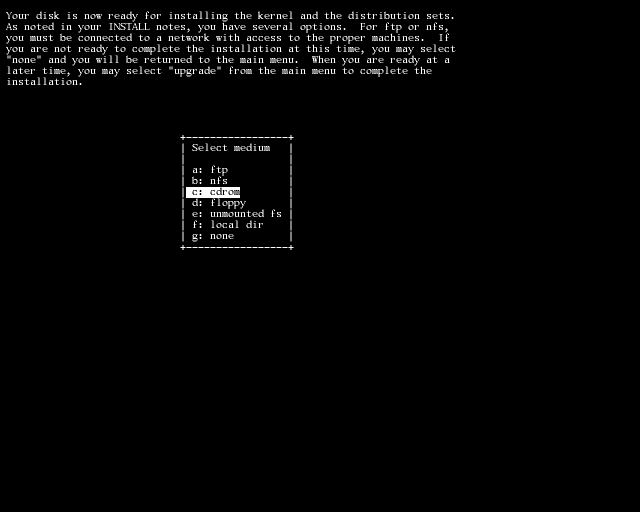 Your disk is now ready for installing the kernel and the distribution sets.
As noted in your INSTALL notes, you have several options.  For ftp or nfs,
you must be connected to a network with access to the proper machines.  If
you are not ready to complete the installation at this time, you may select
"none" and you will be returned to the main menu.  When you are ready at a
later time, you may select "upgrade" from the main menu to complete the
installation.
Select medium
a: ftp
b: nfs
c: cdrom
d: floppy
e: unmounted fs
f: local dir
g: none